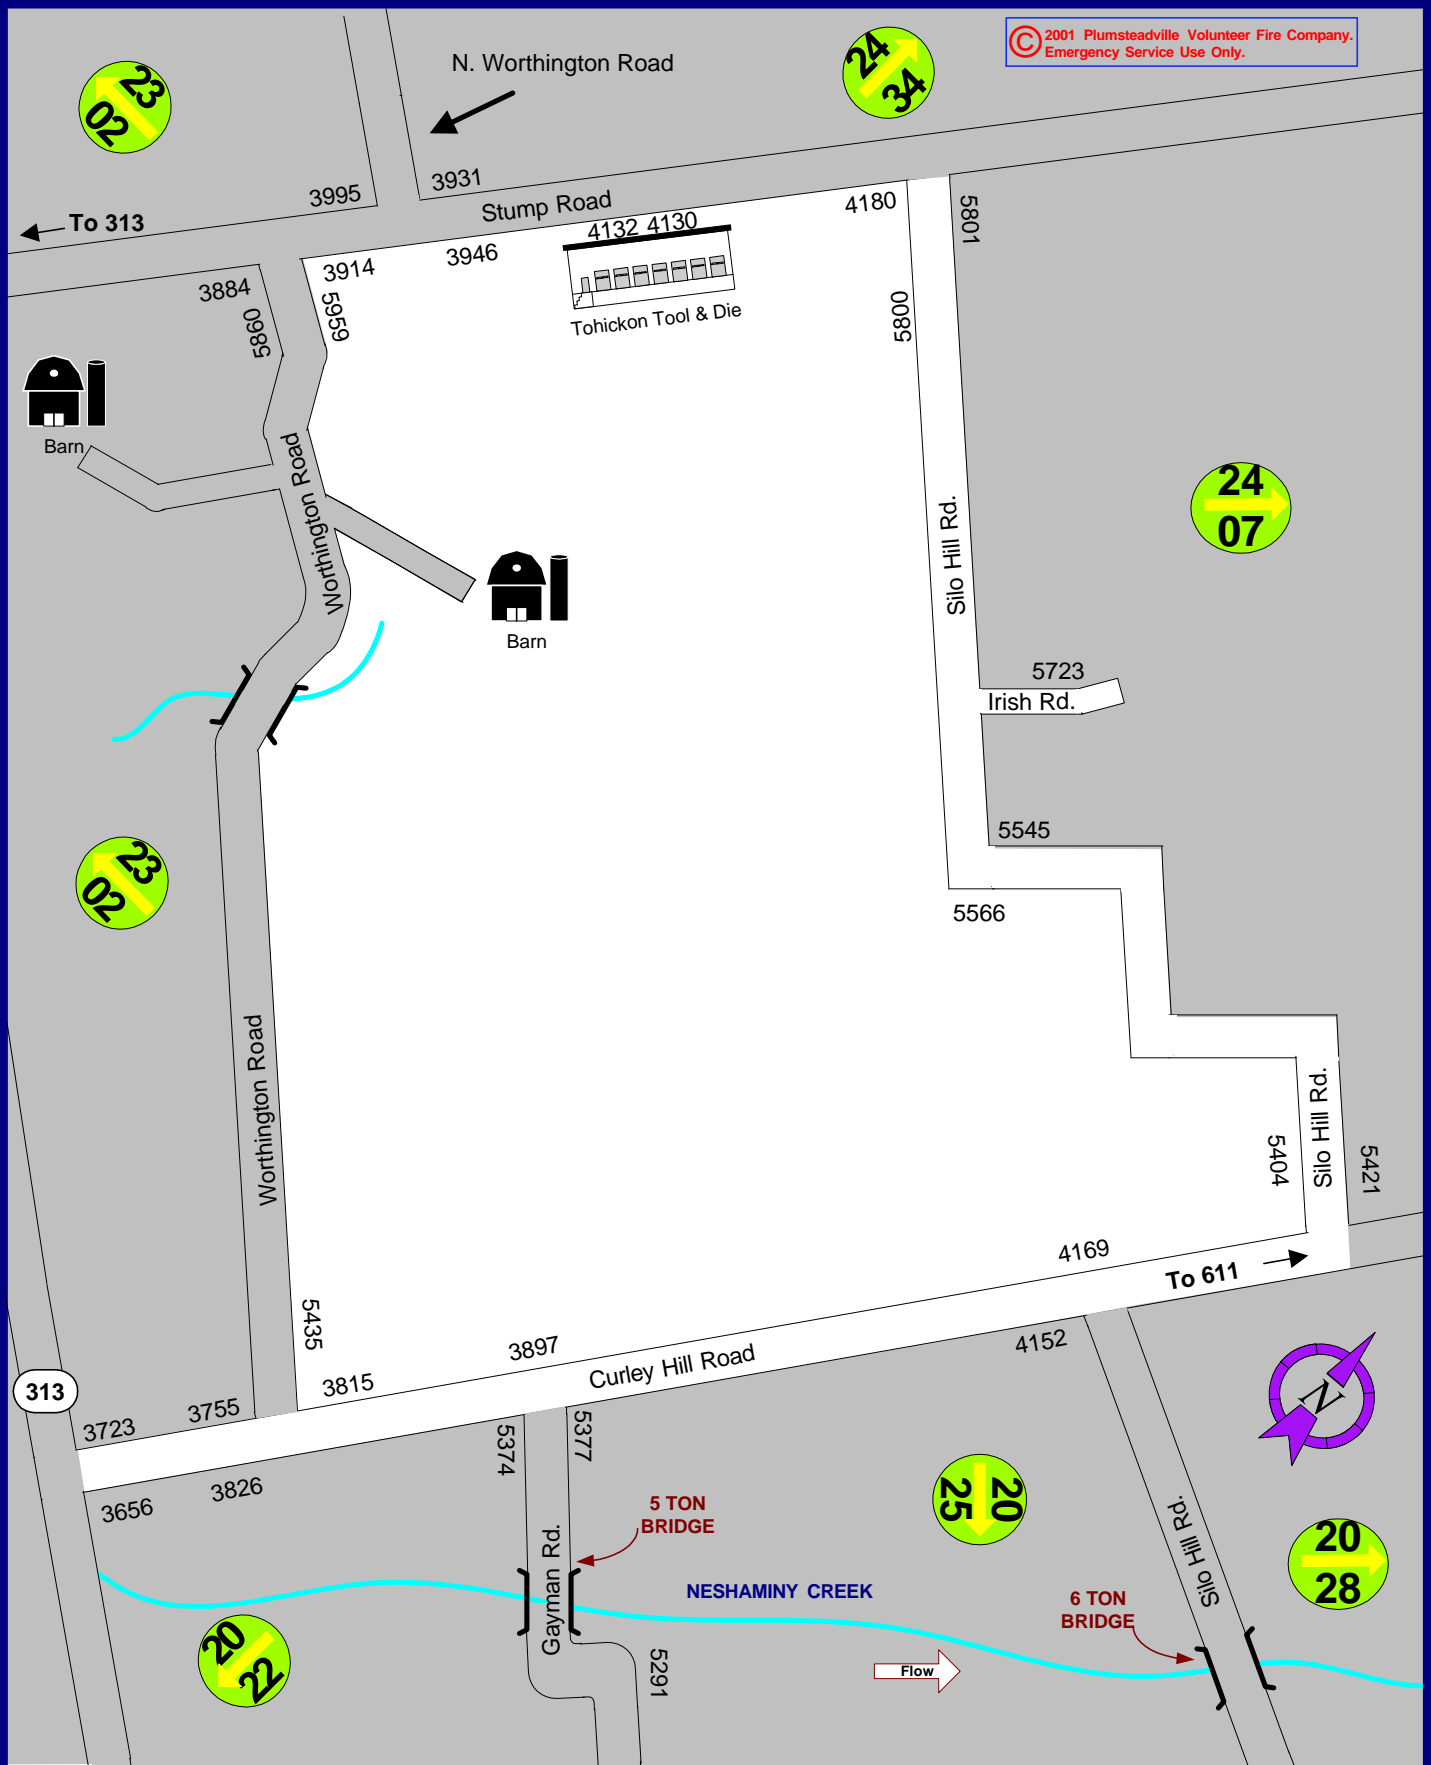 © 2001 Plumsteadville Volunteer Fire Company.
Emergency Service Use Only.
N. Worthington Road
24
34
23
02
3995
3931
To 313
Stump Road
4180
5801
4132 4130
3946
3914
3884
5860
5959
Tohickon Tool & Die
5800
Barn
Worthington Road
Barn
Silo Hill Rd.
24
07
5723
Irish Rd.
5545
5566
23
02
Worthington Road
Silo Hill Rd.
5404
5421
4169
To 611
5435
3897
4152
Curley Hill Road
3815
3755
3723
313
N
3826
3656
5374
5377
20
25
5 TON
BRIDGE
Gayman Rd.
Silo Hill Rd.
20
28
NESHAMINY CREEK
6 TON
BRIDGE
20
22
5291
Flow